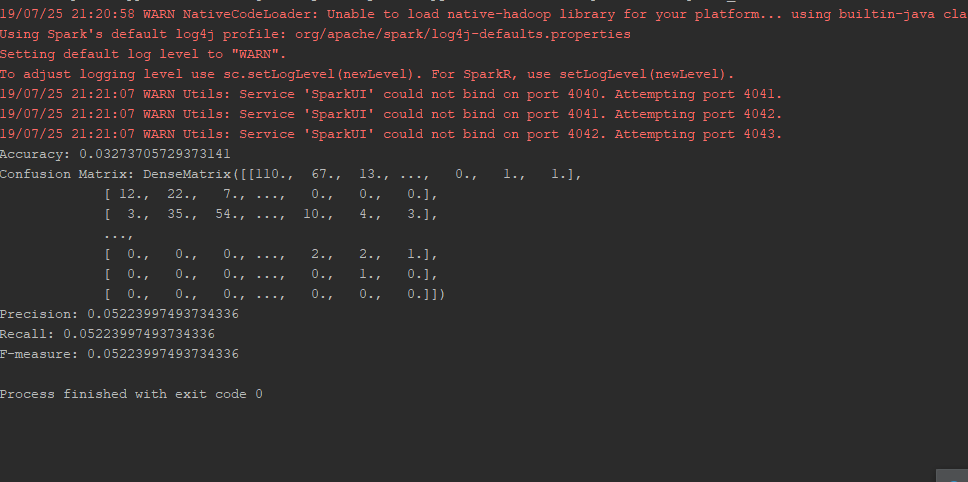 19/07/25 21:20:58 WARN NativeCodeLoader: Unable to load native-hadoop library for your platform... using builtin-java cla
Using Spark's default log4j profile: org/apache/spark/log4j-defaults.properties
Setting default log level to "WARN".
To adjust logging level use sc.setLogLevel(newLevel). For SparkR, use setLogLevel(newLevel).
19/07/25 21:21:07 WARN Utils: Service 'SparkUI' could not bind on port 4040. Attempting port 4041.
19/07/25 21:21:07 WARN Utils: Service 'SparkUI' could not bind on port 4041. Attempting port 4042.
19/07/25 21:21:07 WARN Utils: Service 'SparkUI' could not bind on port 4042. Attempting port 4043.
Accuracy: 0.03273705729373141
Confusion Matrix: DenseMatrix([[110.,  67.,  13., ...,   0.,   1.,   1.],
             [ 12.,  22.,   7., ...,   0.,   0.,   0.],
             [  3.,  35.,  54., ...,  10.,   4.,   3.],
             ...,
             [  0.,   0.,   0., ...,   2.,   2.,   1.],
             [  0.,   0.,   0., ...,   0.,   1.,   0.],
             [  0.,   0.,   0., ...,   0.,   0.,   0.]])
Precision: 0.05223997493734336
Recall: 0.05223997493734336
F-measure: 0.05223997493734336
Process finished with exit code 0